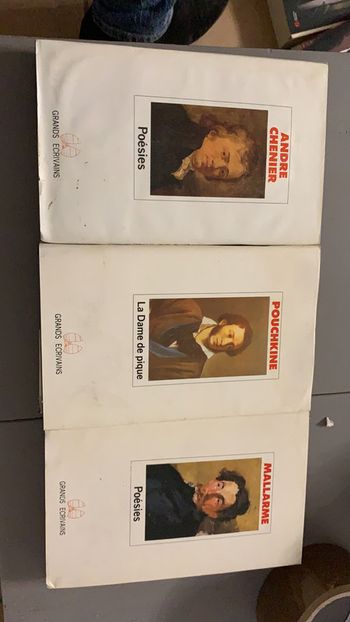 ANDRE
CHENIER
Poésies
GRANDS ECRIVAINS
POUCHKINE
La Dame de pique
GRANDS ECRIVAINS
MALLARME
Poésies
GRANDS ECRIVAINS